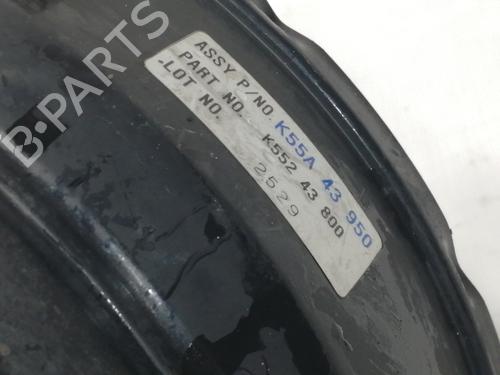 ASSY P/NO. K55A 43 950
PART NO. K552 43 800
-LOT NO. 2529
B-PARTS